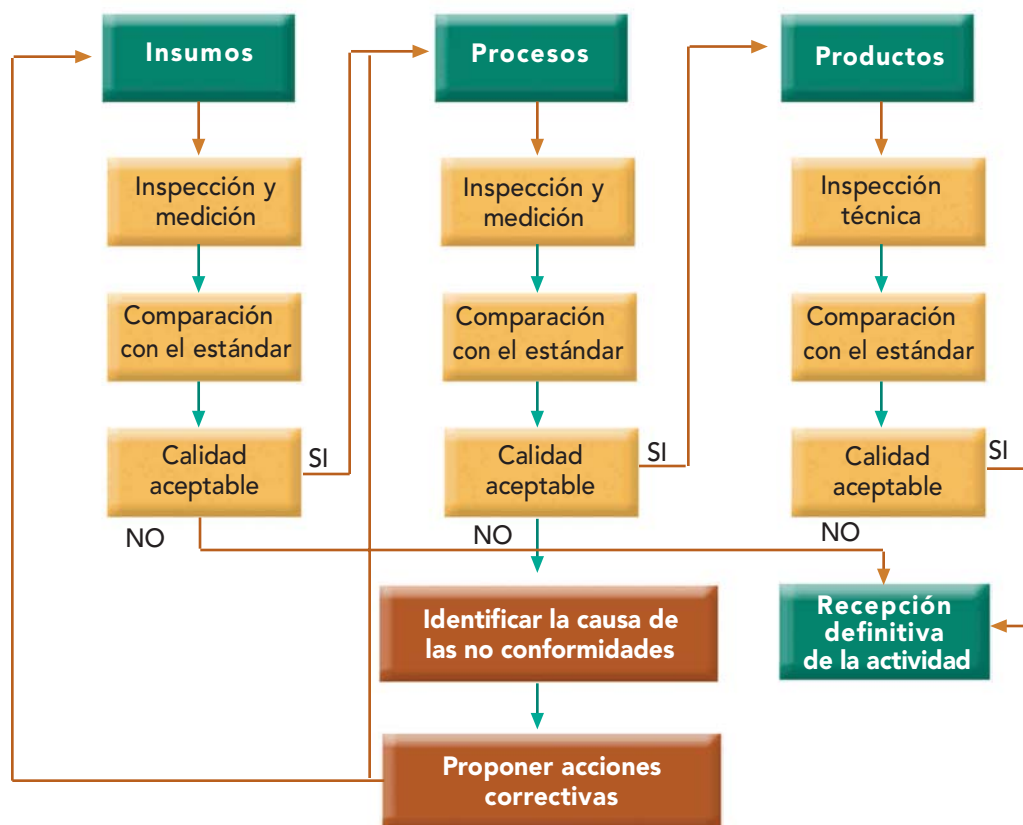 Insumos
Inspección y
medición
Comparación
con el estándar
Calidad
aceptable
SI
NO
Procesos
Inspección y
medición
Comparación
con el estándar
Calidad
aceptable
SI
NO
Identificar la causa de
las no conformidades
Proponer acciones
correctivas
Productos
Inspección
técnica
Comparación
con el estándar
Calidad
aceptable
SI
NO
Recepción
definitiva
de la actividad